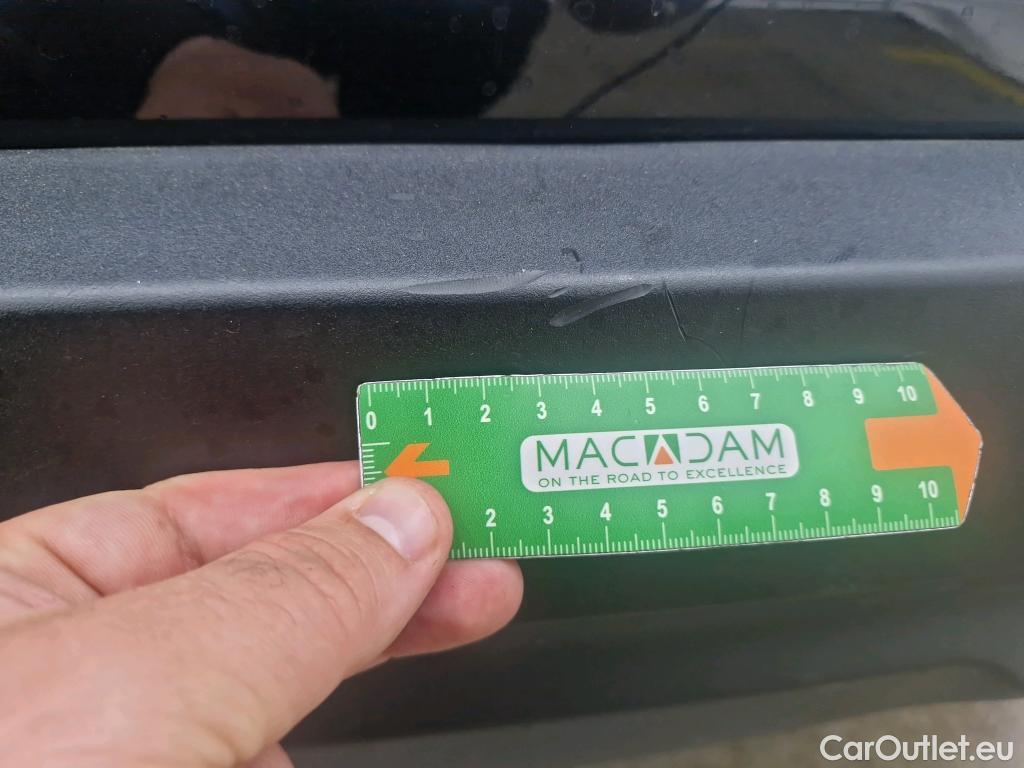 0 1 2 3 4 5 6 7 8 9 10
MACADAM
ON THE ROAD TO EXCELLENCE
2 3 4 5 6 7 8 9 10
CarOutlet.eu